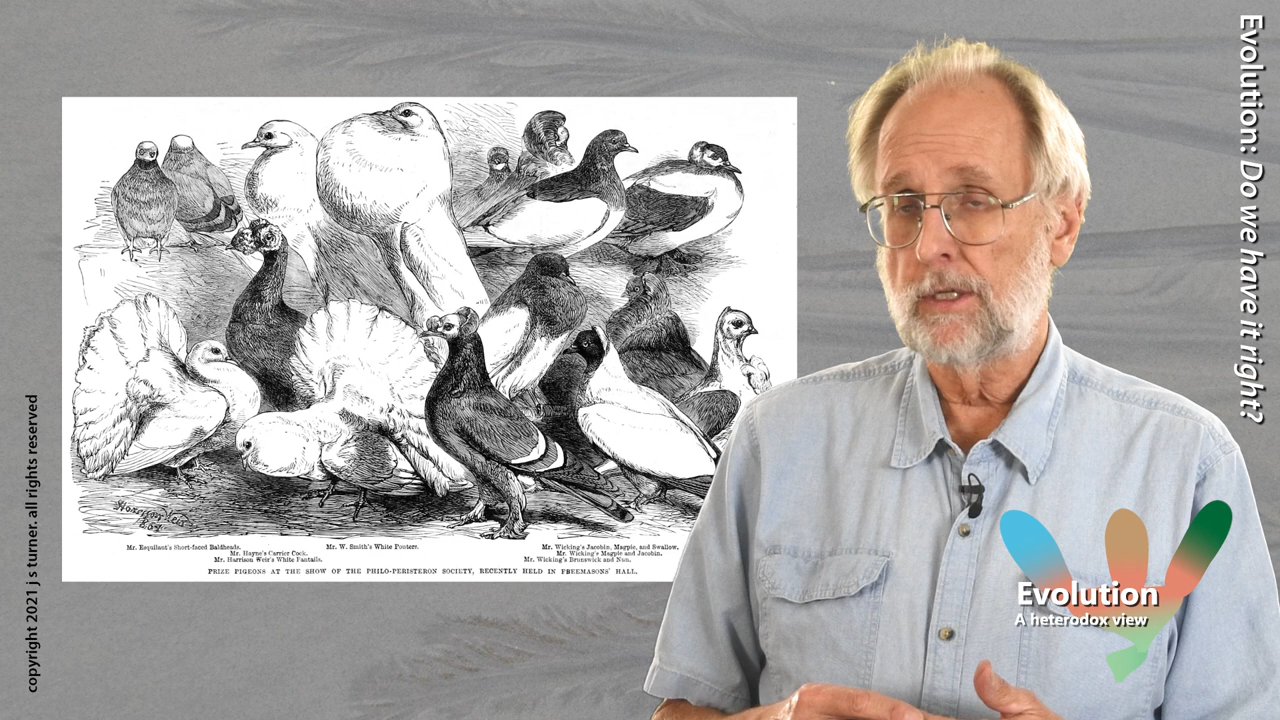 Evolution: Do we have it right?
Harrison Weir
Mr. Esquilant's Short-faced Baldheads.
Mr. Hayne's Carrier Cock.
Mr. Harrison Weir's White Fantails.
Mr. W. Smith's White Pouters.
Mr. Wicking's Jacobin, Magpie, and Swallow,
Mr. Wicking's Magpie and Jacobin.
Mr. Wicking's Brunswick and Nun.
PRIZE PIGEONS AT THE SHOW OF THE PHILO-PERISTERON SOCIETY, RECENTLY HELD IN FREEMASONS' HALL.
Evolution
A heterodox view
copyright 2021 j s turner. all rights reserved